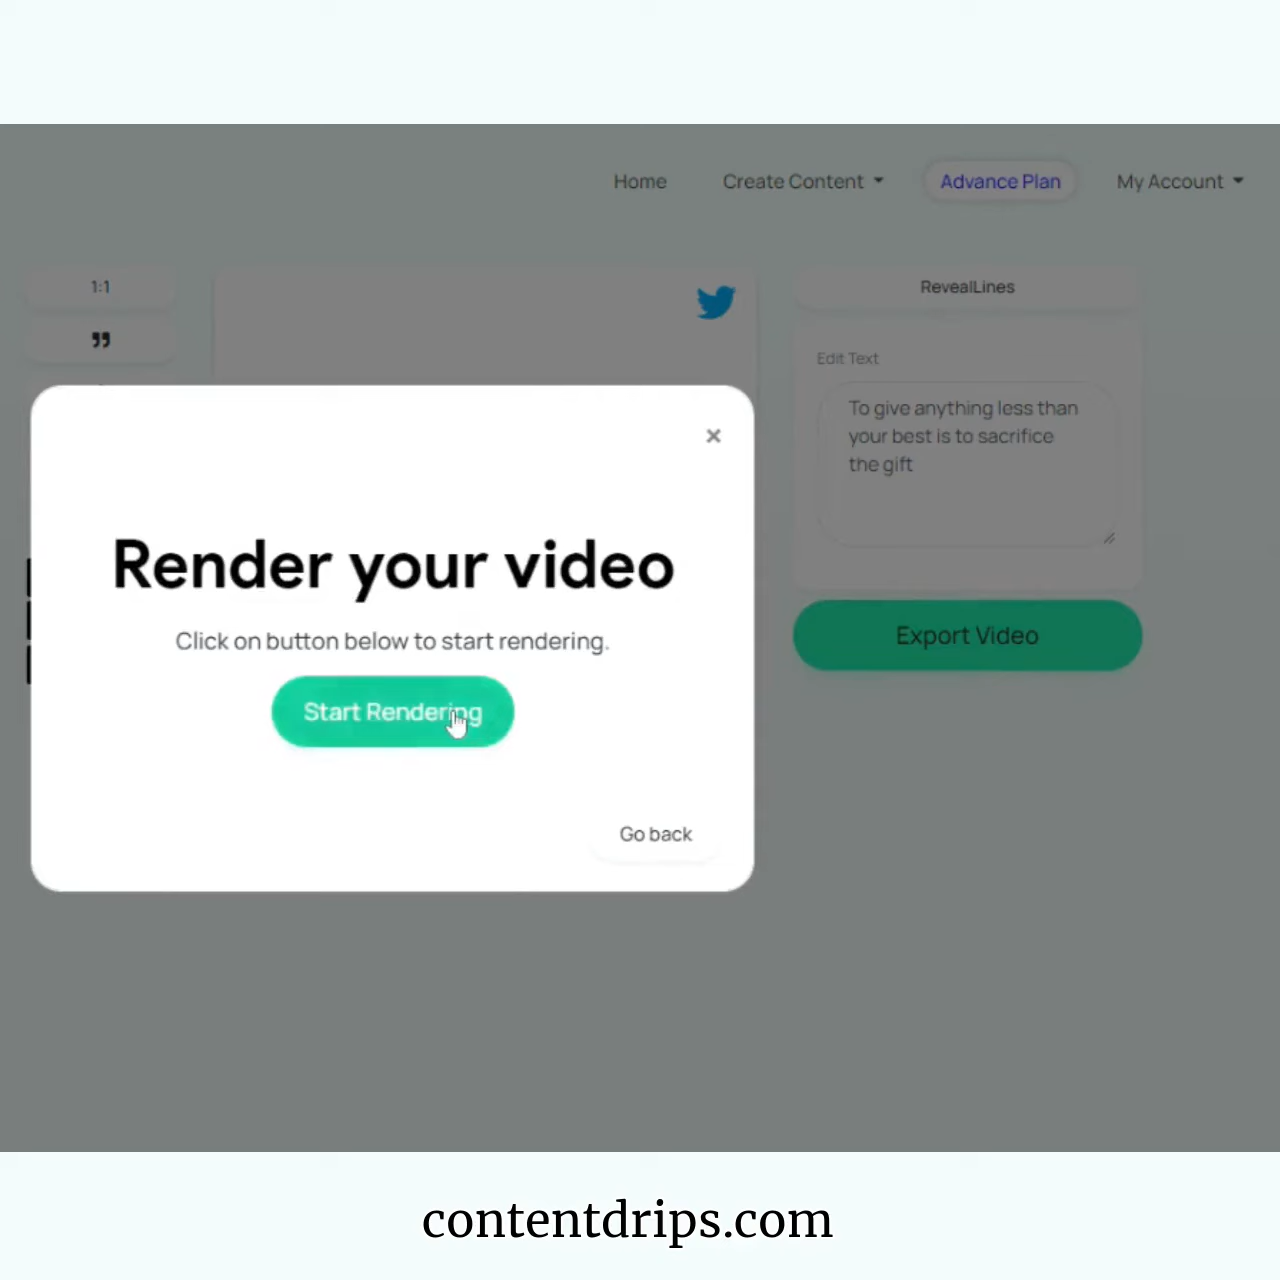 Home Create Content Advance Plan My Account
1:1
RevealLines
Edit Text
To give anything less than
your best is to sacrifice
the gift
Export Video
Render your video
Click on button below to start rendering.
Start Rendering
Go back
contentdrips.com